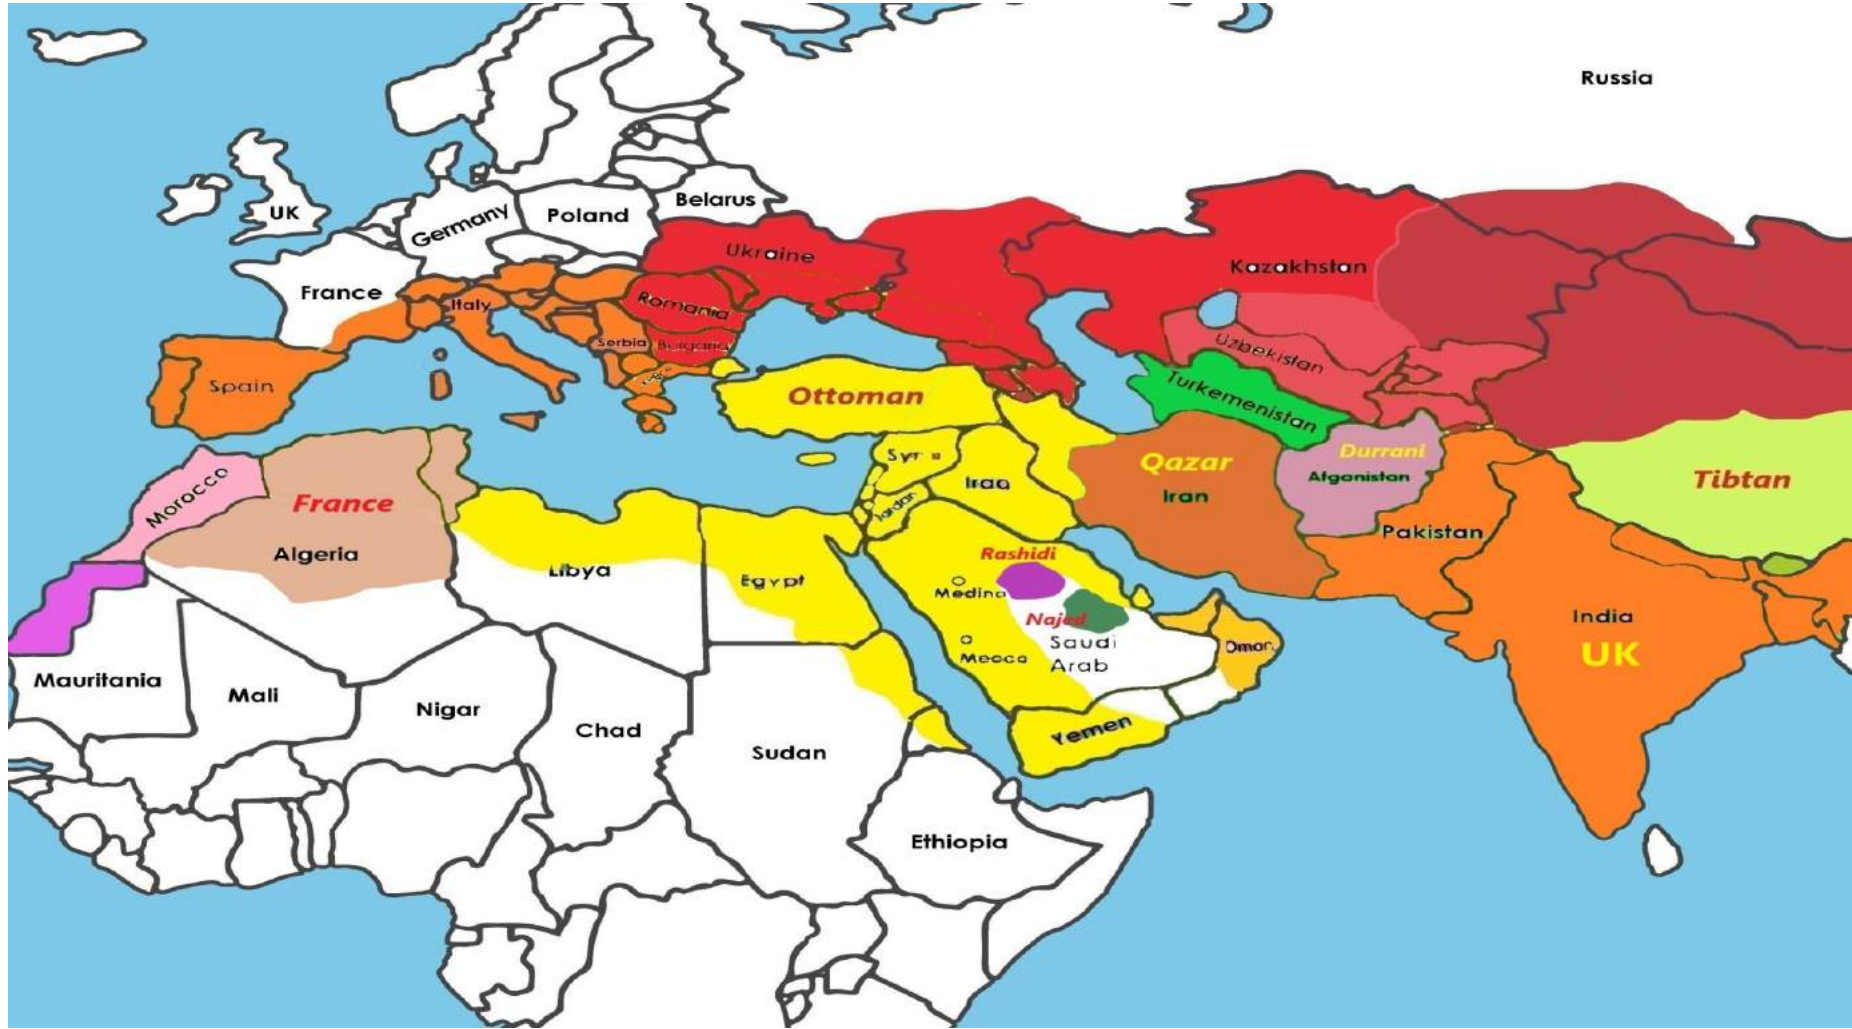 Russia
Belarus
UK
Germany
Poland
Ukraine
Kazakhstan
France
Italy
Romania
Serbia
Bulgaria
Uzbekistan
Spain
Ottoman
Turkemenistan
Morocco
France
Algeria
Iraq
Jordan
Qazar
Iran
Durrani
Afganistan
Tibtan
Pakistan
Rashidi
Libya
Egypt
Medina
Najed
Saudi
Arab
Mecca
Oman
India
UK
Mauritania
Mali
Nigar
Chad
Sudan
Yemen
Ethiopia